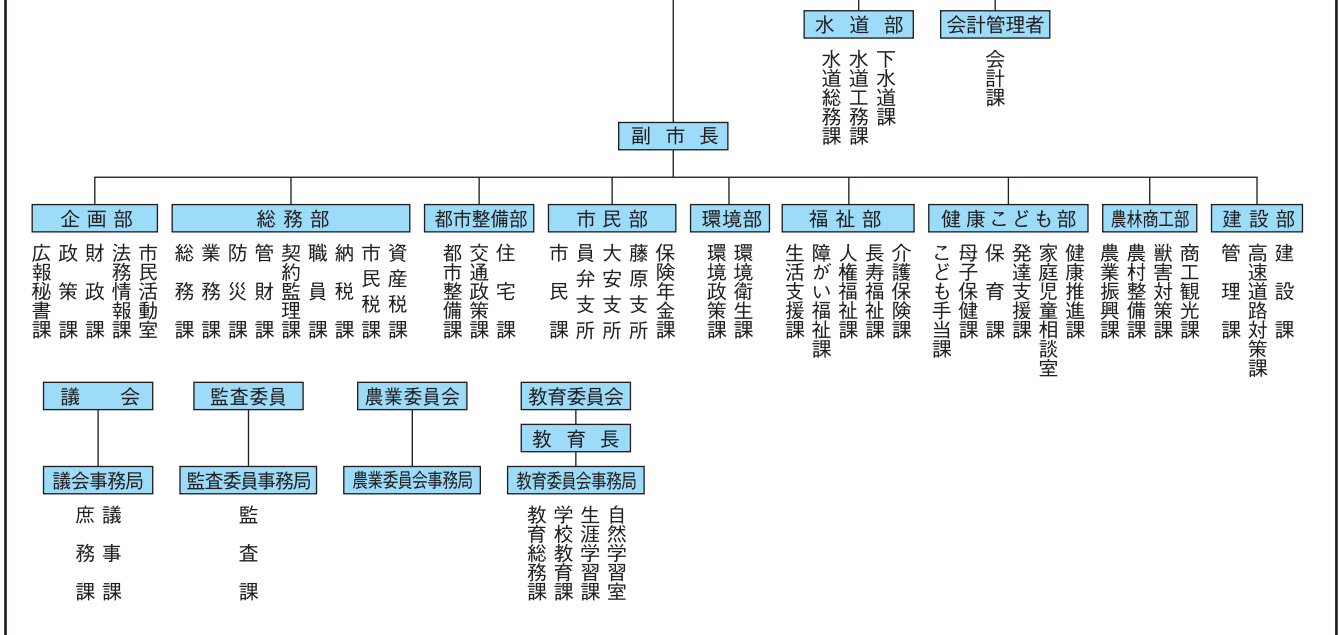 水道部
会計管理者
水道総務課
水道工務課
下水道課
会計課
副市長
企画部
総務部
都市整備部
市民部
環境部
福祉部
健康こども部
農林商工部
建設部
広報秘書課
政策課
財政課
法務情報課
市民活動室
総務課
業務課
防災課
管財課
契約監理課
職員課
納税課
市民税課
資産税課
都市整備課
交通政策課
住宅課
市民課
員弁支所
大安支所
藤原支所
保険年金課
環境政策課
環境衛生課
生活支援課
障がい福祉課
人権福祉課
長寿福祉課
介護保険課
こども手当課
母子保健課
保育課
発達支援課
家庭児童相談室
健康推進課
農業振興課
農村整備課
獣害対策課
商工観光課
管理課
高速道路対策課
建設課
議会
監査委員
農業委員会
教育委員会
教育長
議会事務局
監査委員事務局
農業委員会事務局
教育委員会事務局
庶務課
議事課
監査課
教育総務課
学校教育課
生涯学習課
自然学習室